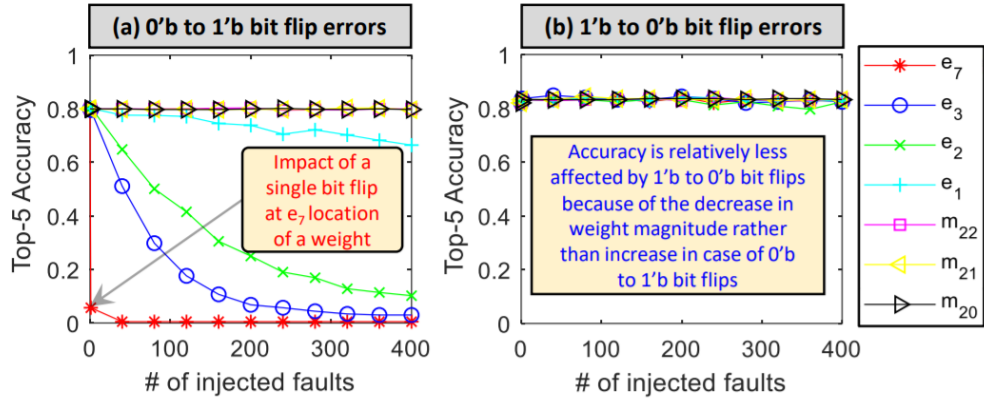 (a) 0'b to 1'b bit flip errors
(b) 1'b to 0'b bit flip errors
Top-5 Accuracy
1
0.8
0.6
0.4
0.2
0
0
100
200
300
400
# of injected faults
Impact of a
single bit flip
at e7 location
of a weight
Top-5 Accuracy
1
0.8
0.6
0.4
0.2
0
0
100
200
300
400
# of injected faults
Accuracy is relatively less
affected by 1'b to 0'b bit flips
because of the decrease in
weight magnitude rather
than increase in case of 0'b
to 1'b bit flips
e7
e3
e2
e1
m22
m21
m20